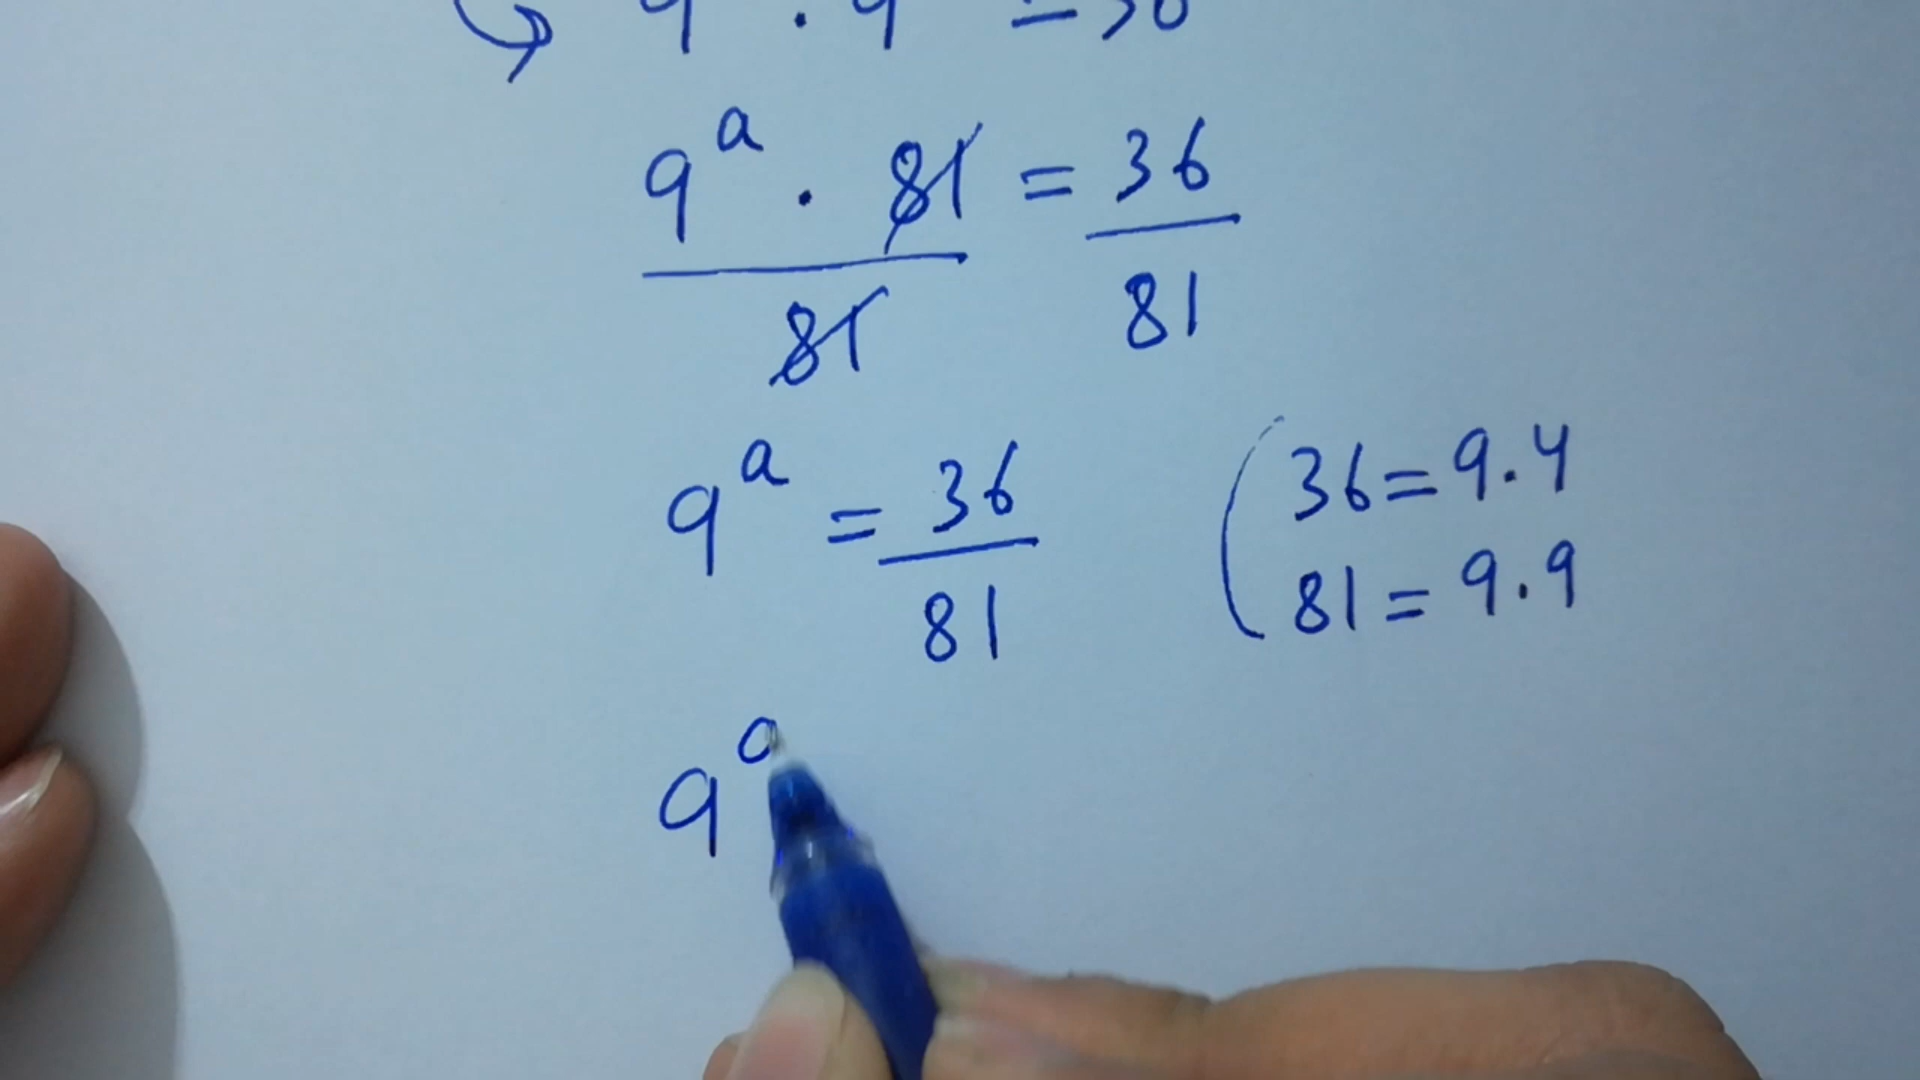 9^a · 81 / 81 = 36 / 81
9^a = 36 / 81
(36 = 9 · 4
81 = 9 · 9
9^a